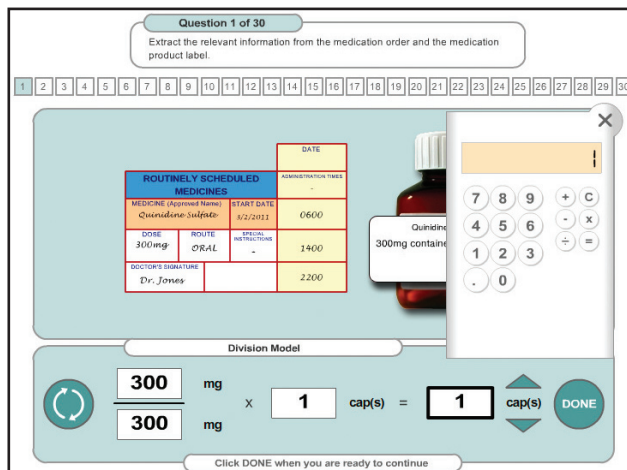 Question 1 of 30
Extract the relevant information from the medication order and the medication
product label.
1 2 3 4 5 6 7 8 9 10 11 12 13 14 15 16 17 18 19 20 21 22 23 24 25 26 27 28 29 30
DATE
ROUTINELY SCHEDULED
MEDICINES
ADMINISTRATION TIMES
-
MEDICINE (Approved Name)
Quinidine Sulfate
START DATE
3/2/2011
0600
DOSE
300mg
ROUTE
ORAL
SPECIAL
INSTRUCTIONS
-
1400
DOCTOR'S SIGNATURE
Dr. Jones
2200
Quinidine
300mg containe
1
7 8 9 + C
4 5 6 - x
1 2 3 ÷ =
. 0
Division Model
300 mg
300 mg
x 1 cap(s) = 1 cap(s)
DONE
Click DONE when you are ready to continue